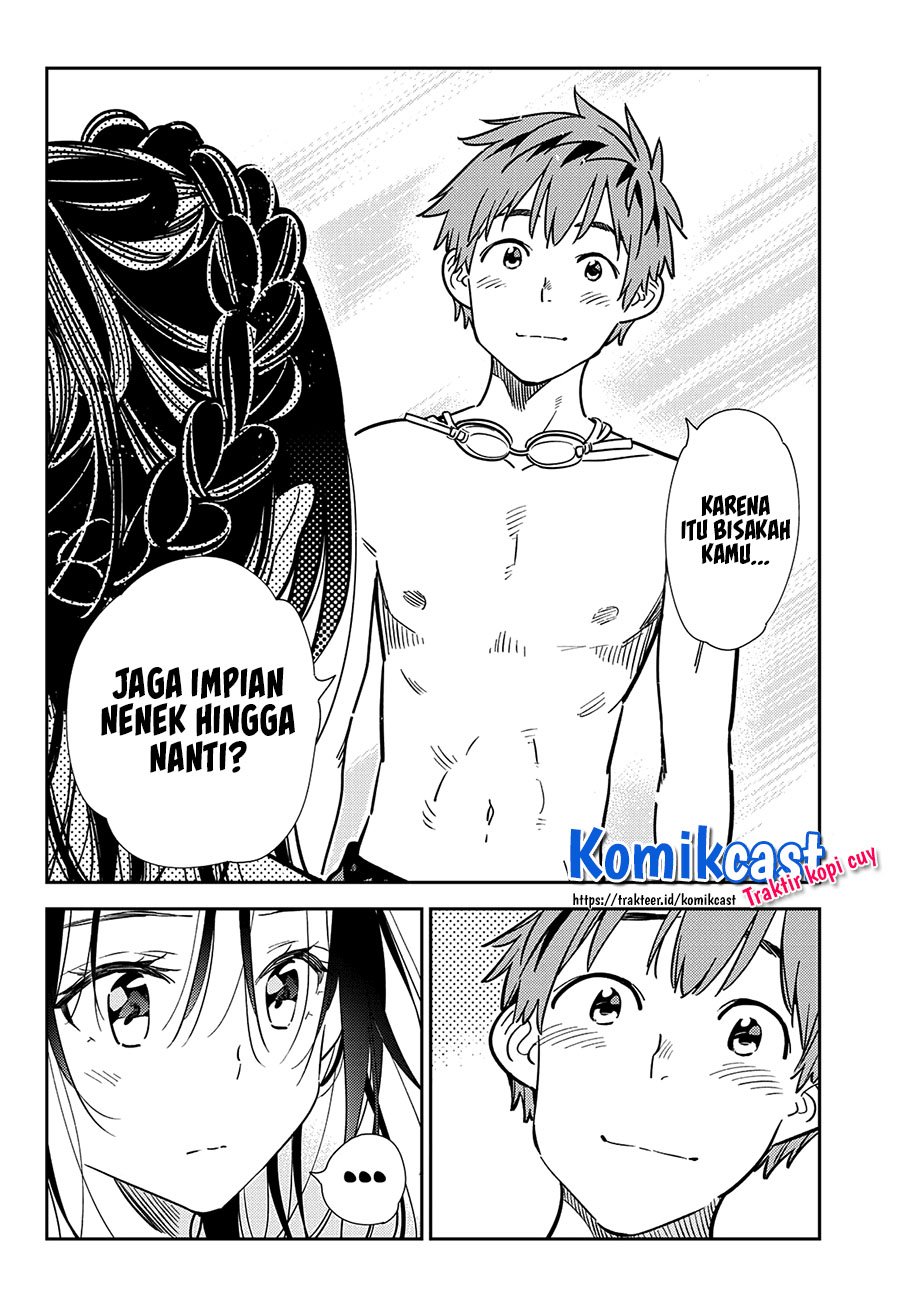 KARENA
ITU BISAKAH
KAMU...
JAGA IMPIAN
NENEK HINGGA
NANTI?
Komikcast
Traktir kopi cuy
https://trakteer.id/komikcast
...